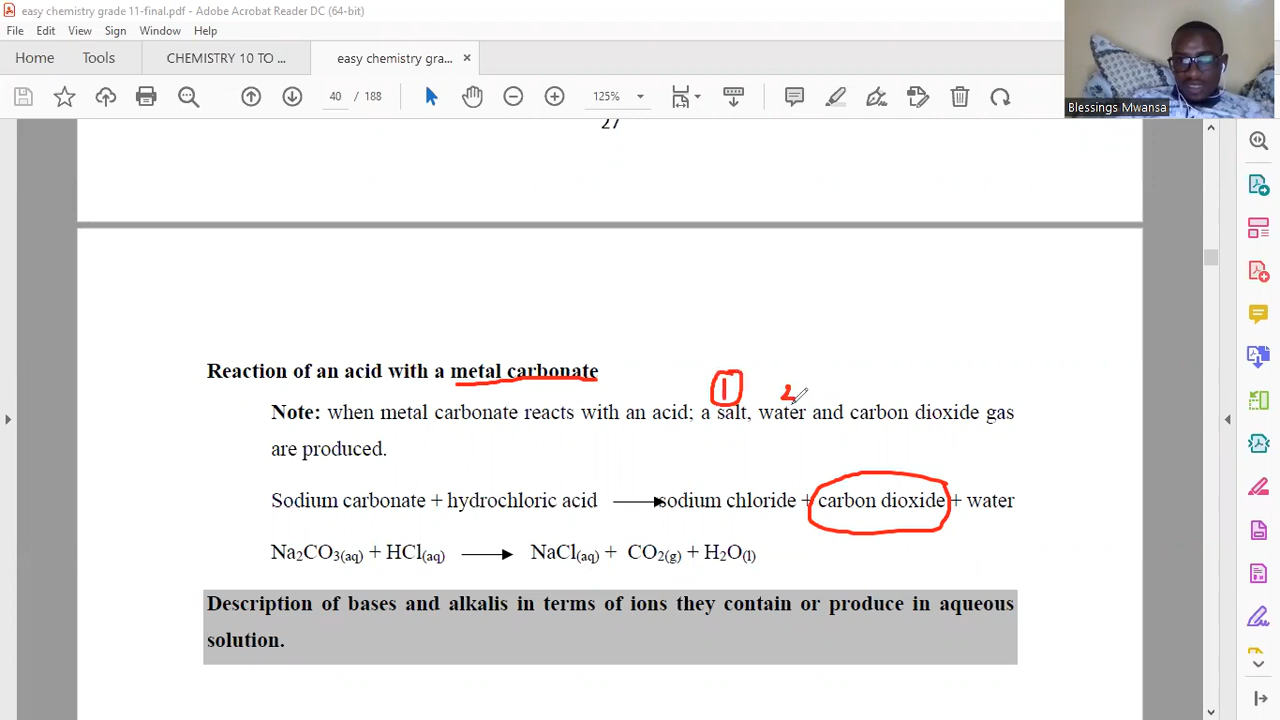 easy chemistry grade 11-final.pdf - Adobe Acrobat Reader DC (64-bit)
File Edit View Sign Window Help
Home Tools CHEMISTRY 10 TO ... easy chemistry gra... ×
40 / 188 125%
Blessings Mwansa
27
Reaction of an acid with a metal carbonate
1 2
Note: when metal carbonate reacts with an acid; a salt, water and carbon dioxide gas
are produced.
Sodium carbonate + hydrochloric acid → sodium chloride + carbon dioxide + water
Na2CO3(aq) + HCl(aq) → NaCl(aq) + CO2(g) + H2O(l)
Description of bases and alkalis in terms of ions they contain or produce in aqueous
solution.